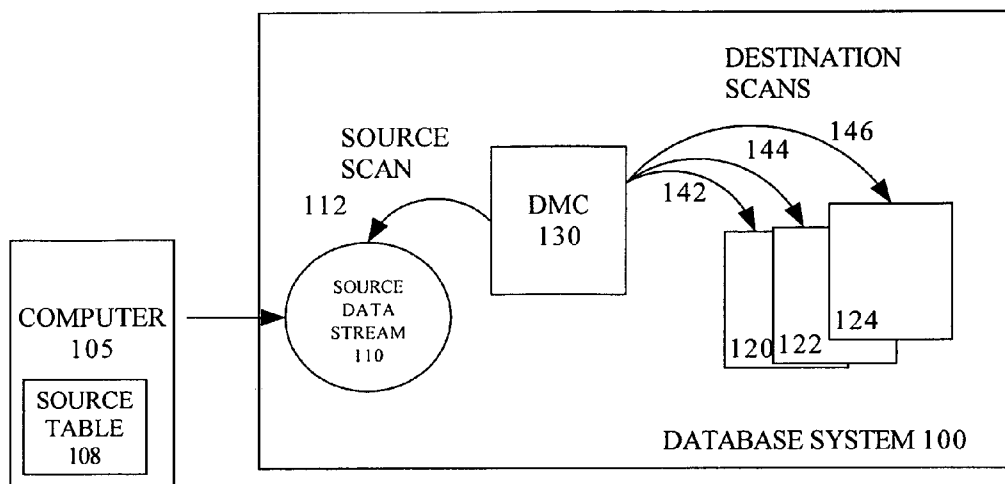 DESTINATION
SCANS
SOURCE
SCAN
146
144
142
112
DMC
130
SOURCE
DATA
STREAM
110
COMPUTER
105
SOURCE
TABLE
108
120
122
124
DATABASE SYSTEM 100